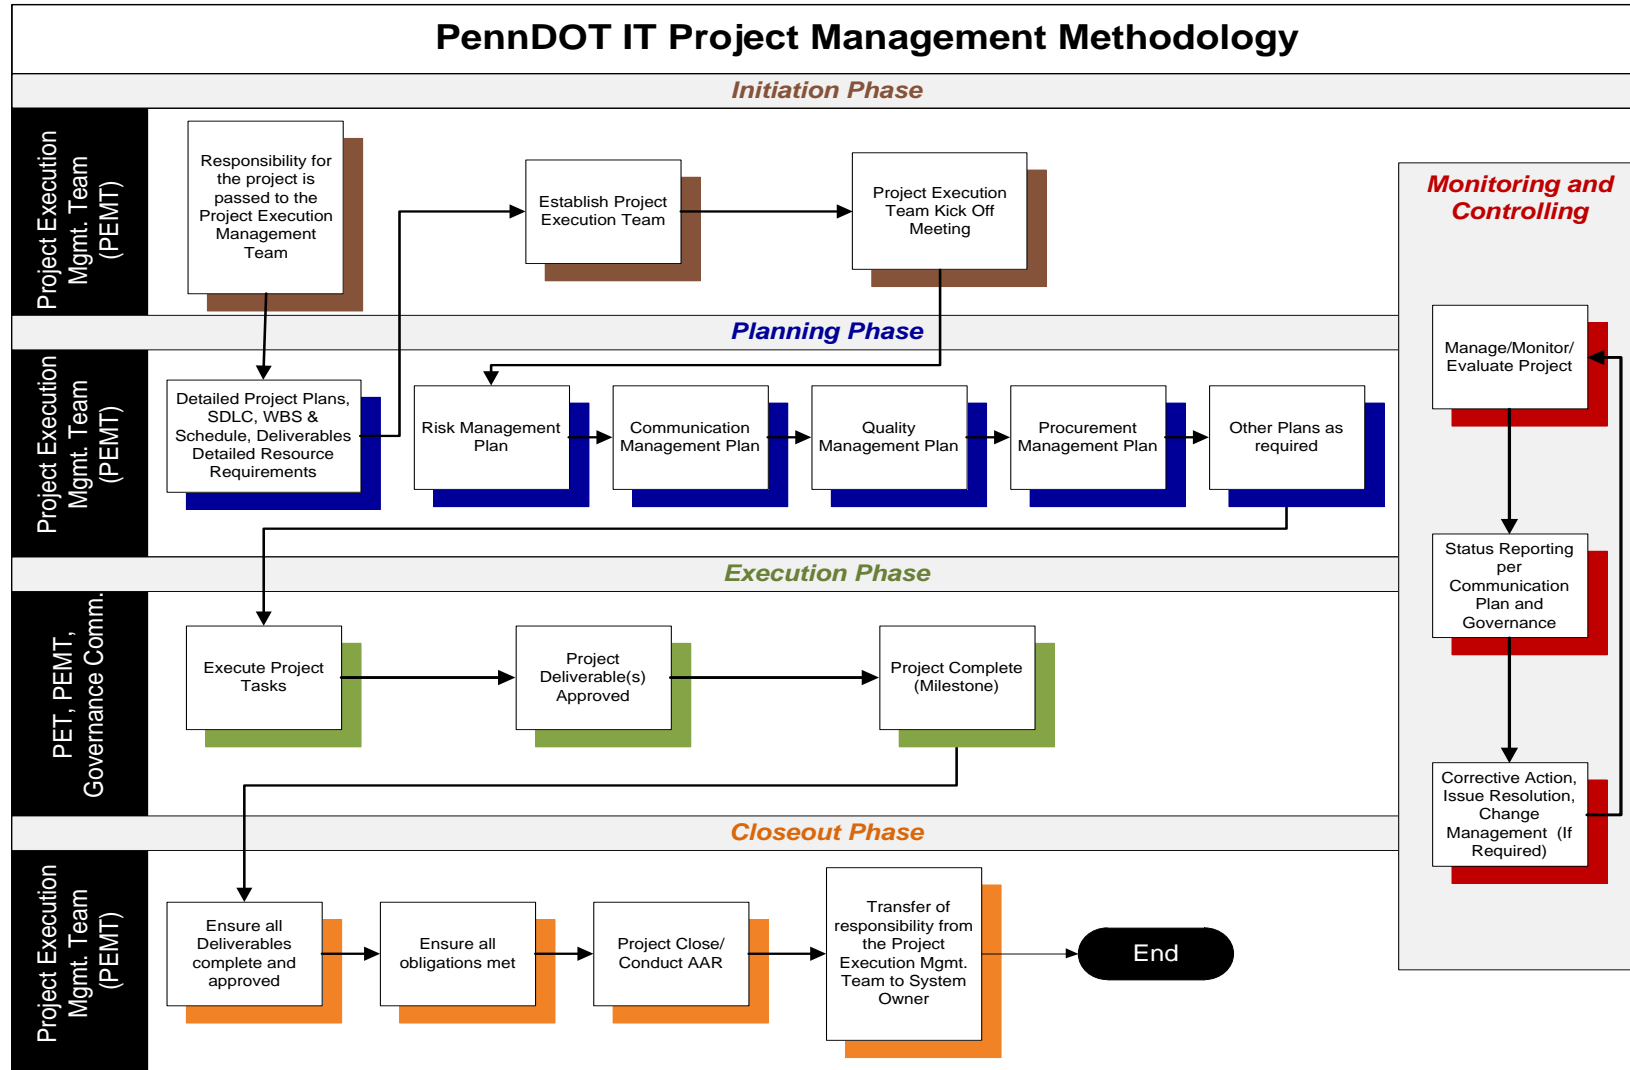 PennDOT IT Project Management Methodology
Initiation Phase
Project Execution
Mgmt. Team
(PEMT)
Responsibility for
the project is
passed to the
Project Execution
Management
Team
Establish Project
Execution Team
Project Execution
Team Kick Off
Meeting
Planning Phase
Project Execution
Mgmt. Team
(PEMT)
Detailed Project Plans,
SDLC, WBS &
Schedule, Deliverables
Detailed Resource
Requirements
Risk Management
Plan
Communication
Management Plan
Quality
Management Plan
Procurement
Management Plan
Other Plans as
required
Execution Phase
PET, PEMT,
Governance Comm.
Execute Project
Tasks
Project
Deliverable(s)
Approved
Project Complete
(Milestone)
Closeout Phase
Project Execution
Mgmt. Team
(PEMT)
Ensure all
Deliverables
complete and
approved
Ensure all
obligations met
Project Close/
Conduct AAR
Transfer of
responsibility from
the Project
Execution Mgmt.
Team to System
Owner
End
Monitoring and
Controlling
Manage/Monitor/
Evaluate Project
Status Reporting
per
Communication
Plan and
Governance
Corrective Action,
Issue Resolution,
Change
Management (If
Required)